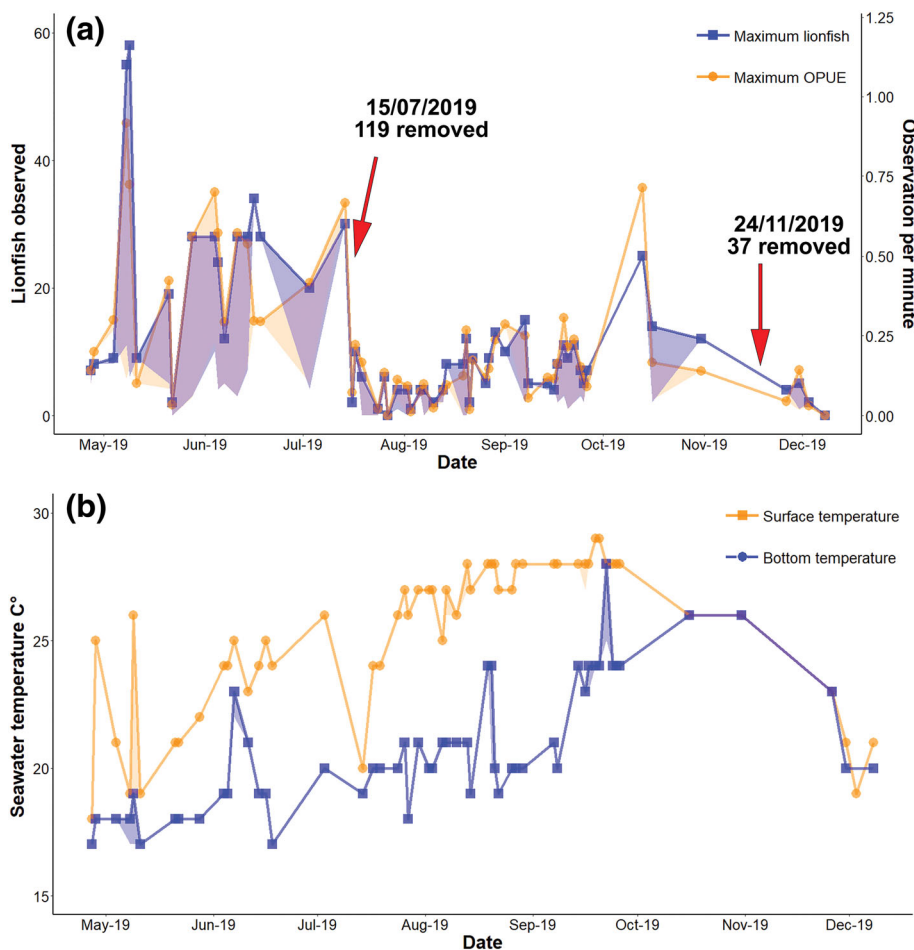 (a)
Maximum lionfish
Maximum OPUE
15/07/2019
119 removed
24/11/2019
37 removed
Lionfish observed
60
40
20
0
Observation per mnute
1.25
1.00
0.75
0.50
0.25
0.00
May-19 Jun-19 Jul-19 Aug-19 Sep-19 Oct-19 Nov-19 Dec-19
Date
(b)
Surface temperature
Bottom temperature
Seawater temperature C°
30
25
20
15
May-19 Jun-19 Jul-19 Aug-19 Sep-19 Oct-19 Nov-19 Dec-19
Date